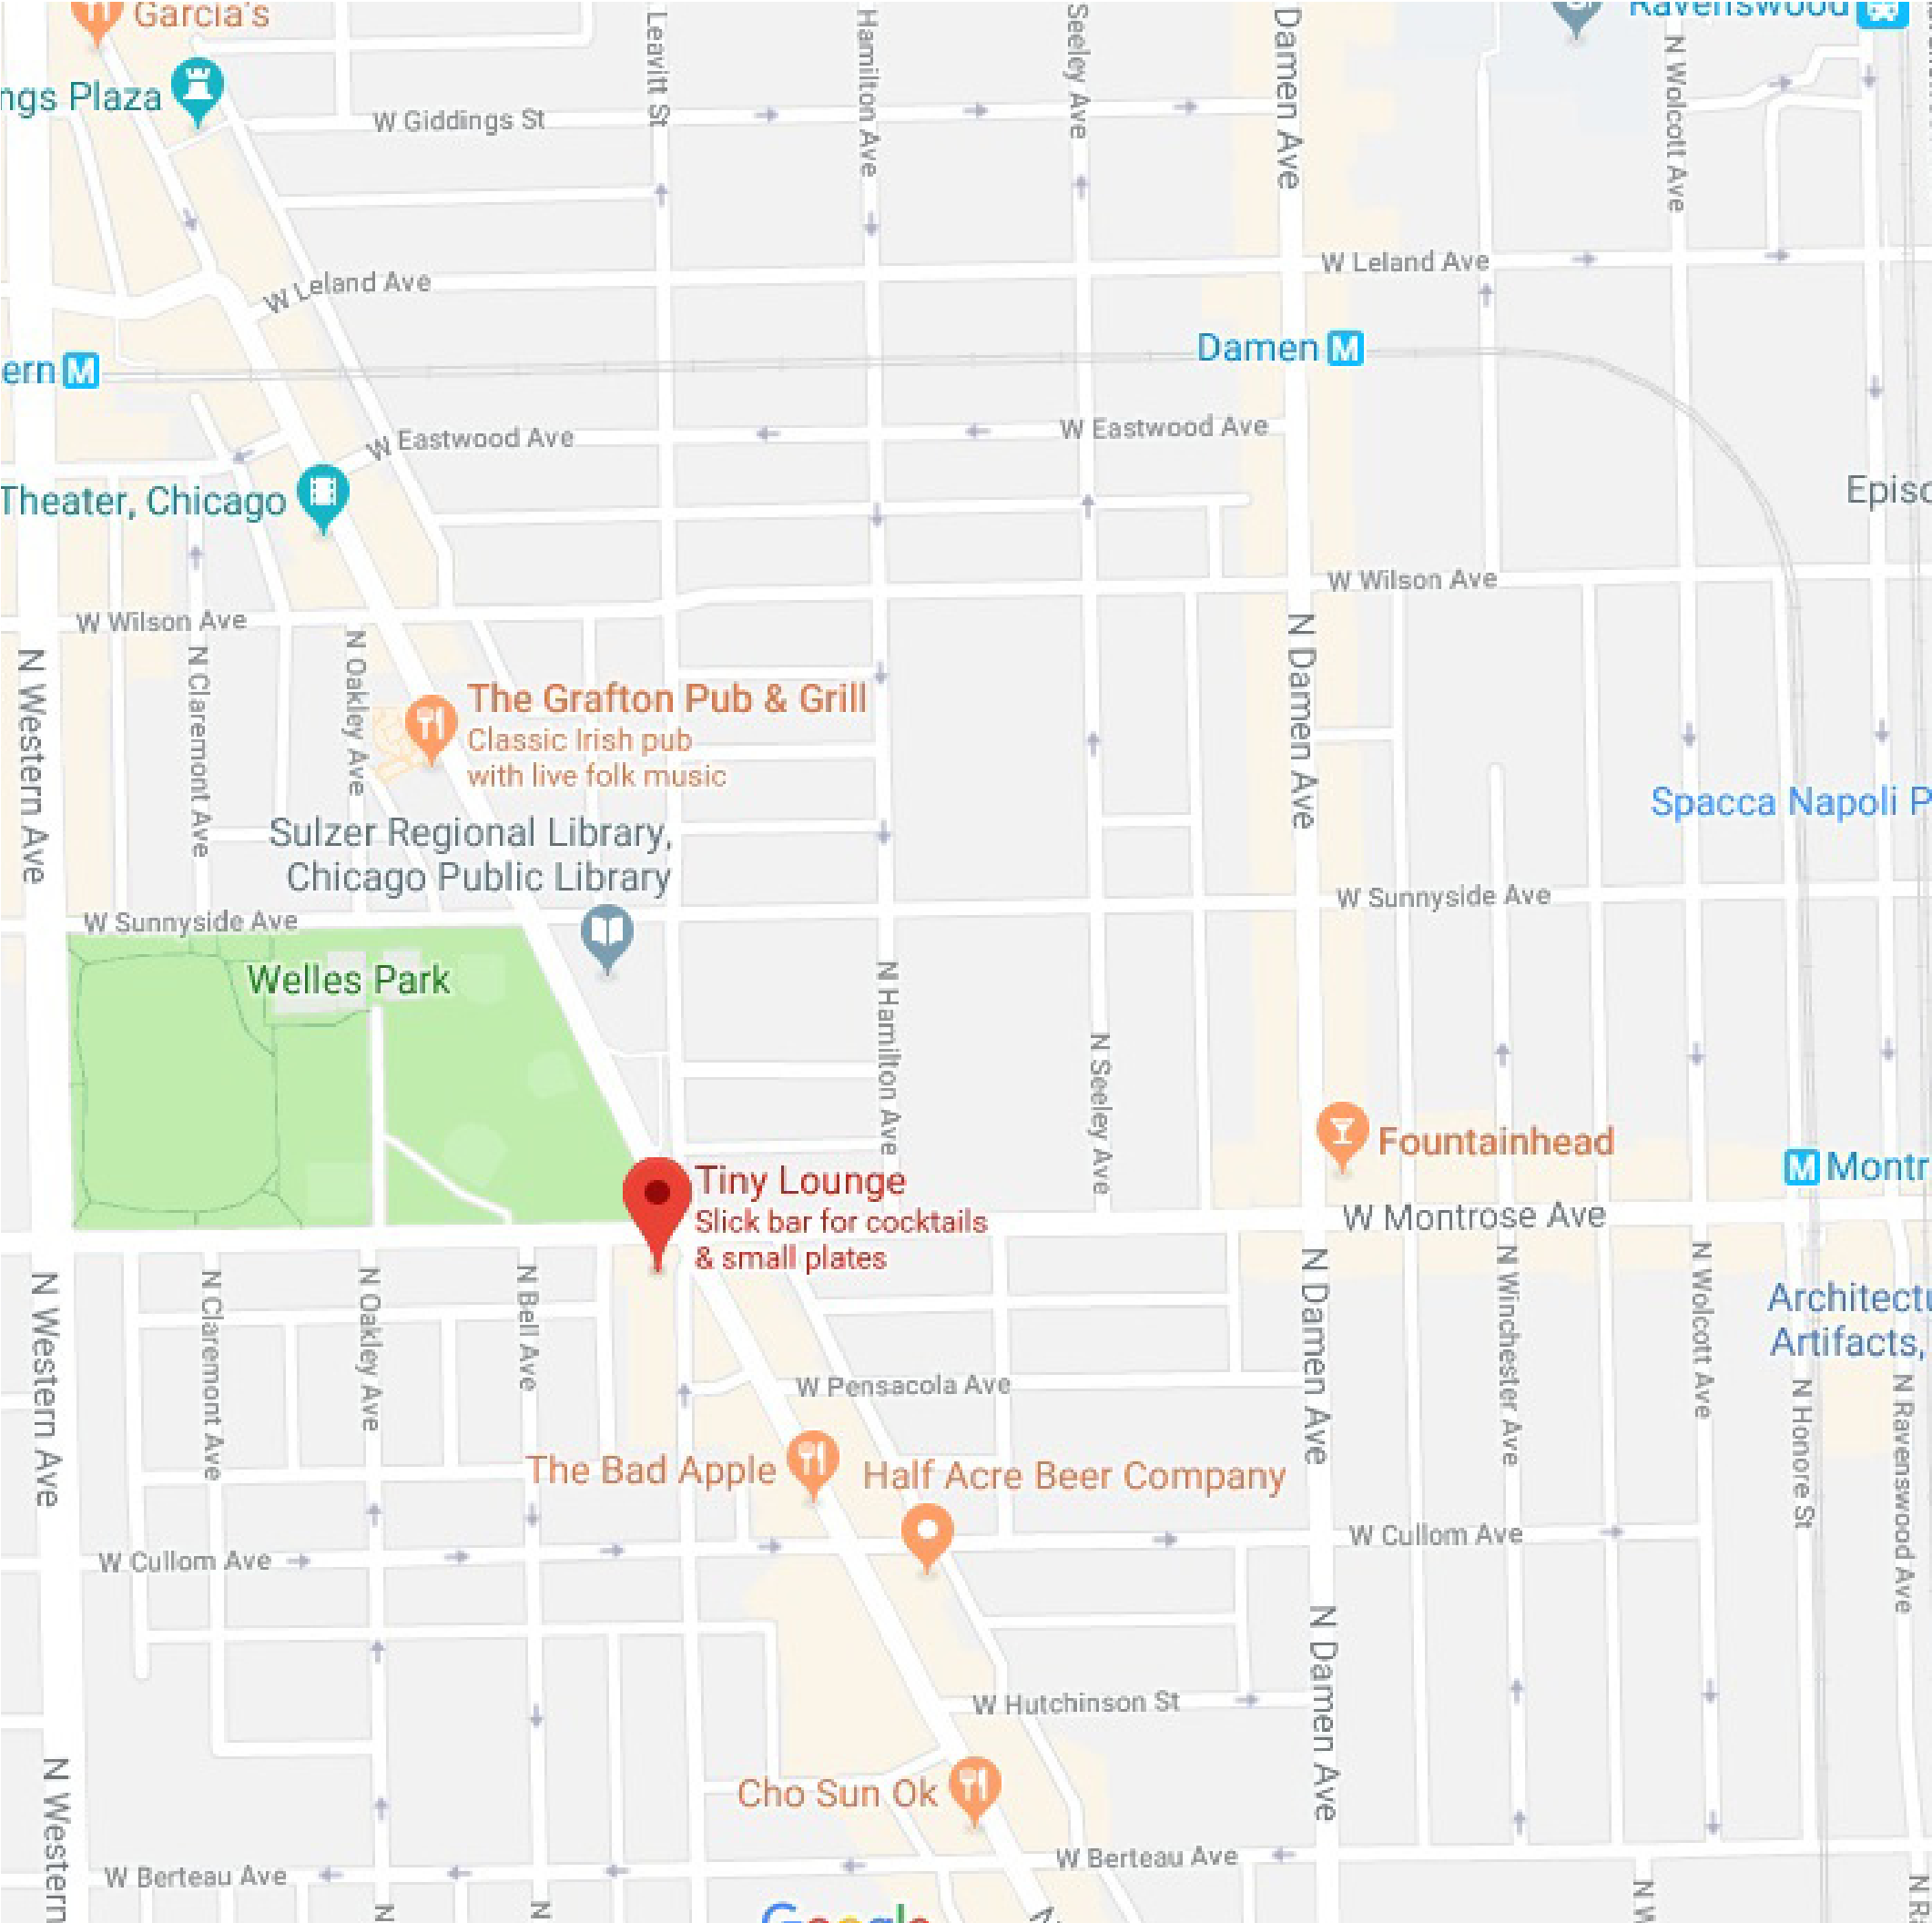 Garcia's
ngs Plaza
W Giddings St
Leavitt St
Hamilton Ave
Seeley Ave
Damen Ave
Ravenswood
N Wolcott Ave
W Leland Ave
W Leland Ave
ern M
Damen M
W Eastwood Ave
W Eastwood Ave
Theater, Chicago
Episc
W Wilson Ave
W Wilson Ave
N Western Ave
N Claremont Ave
N Oakley Ave
N Damen Ave
The Grafton Pub & Grill
Classic Irish pub
with live folk music
Spacca Napoli P
Sulzer Regional Library,
Chicago Public Library
W Sunnyside Ave
W Sunnyside Ave
Welles Park
N Hamilton Ave
N Seeley Ave
Fountainhead
M Montr
Tiny Lounge
Slick bar for cocktails
& small plates
W Montrose Ave
N Western Ave
N Claremont Ave
N Oakley Ave
N Bell Ave
N Damen Ave
N Winchester Ave
N Wolcott Ave
Architectu
Artifacts,
N Honore St
N Ravenswood Ave
W Pensacola Ave
The Bad Apple
Half Acre Beer Company
W Cullom Ave
W Cullom Ave
N Damen Ave
W Hutchinson St
N Western
Cho Sun Ok
W Berteau Ave
W Berteau Ave
N
N
Google
N W
N R